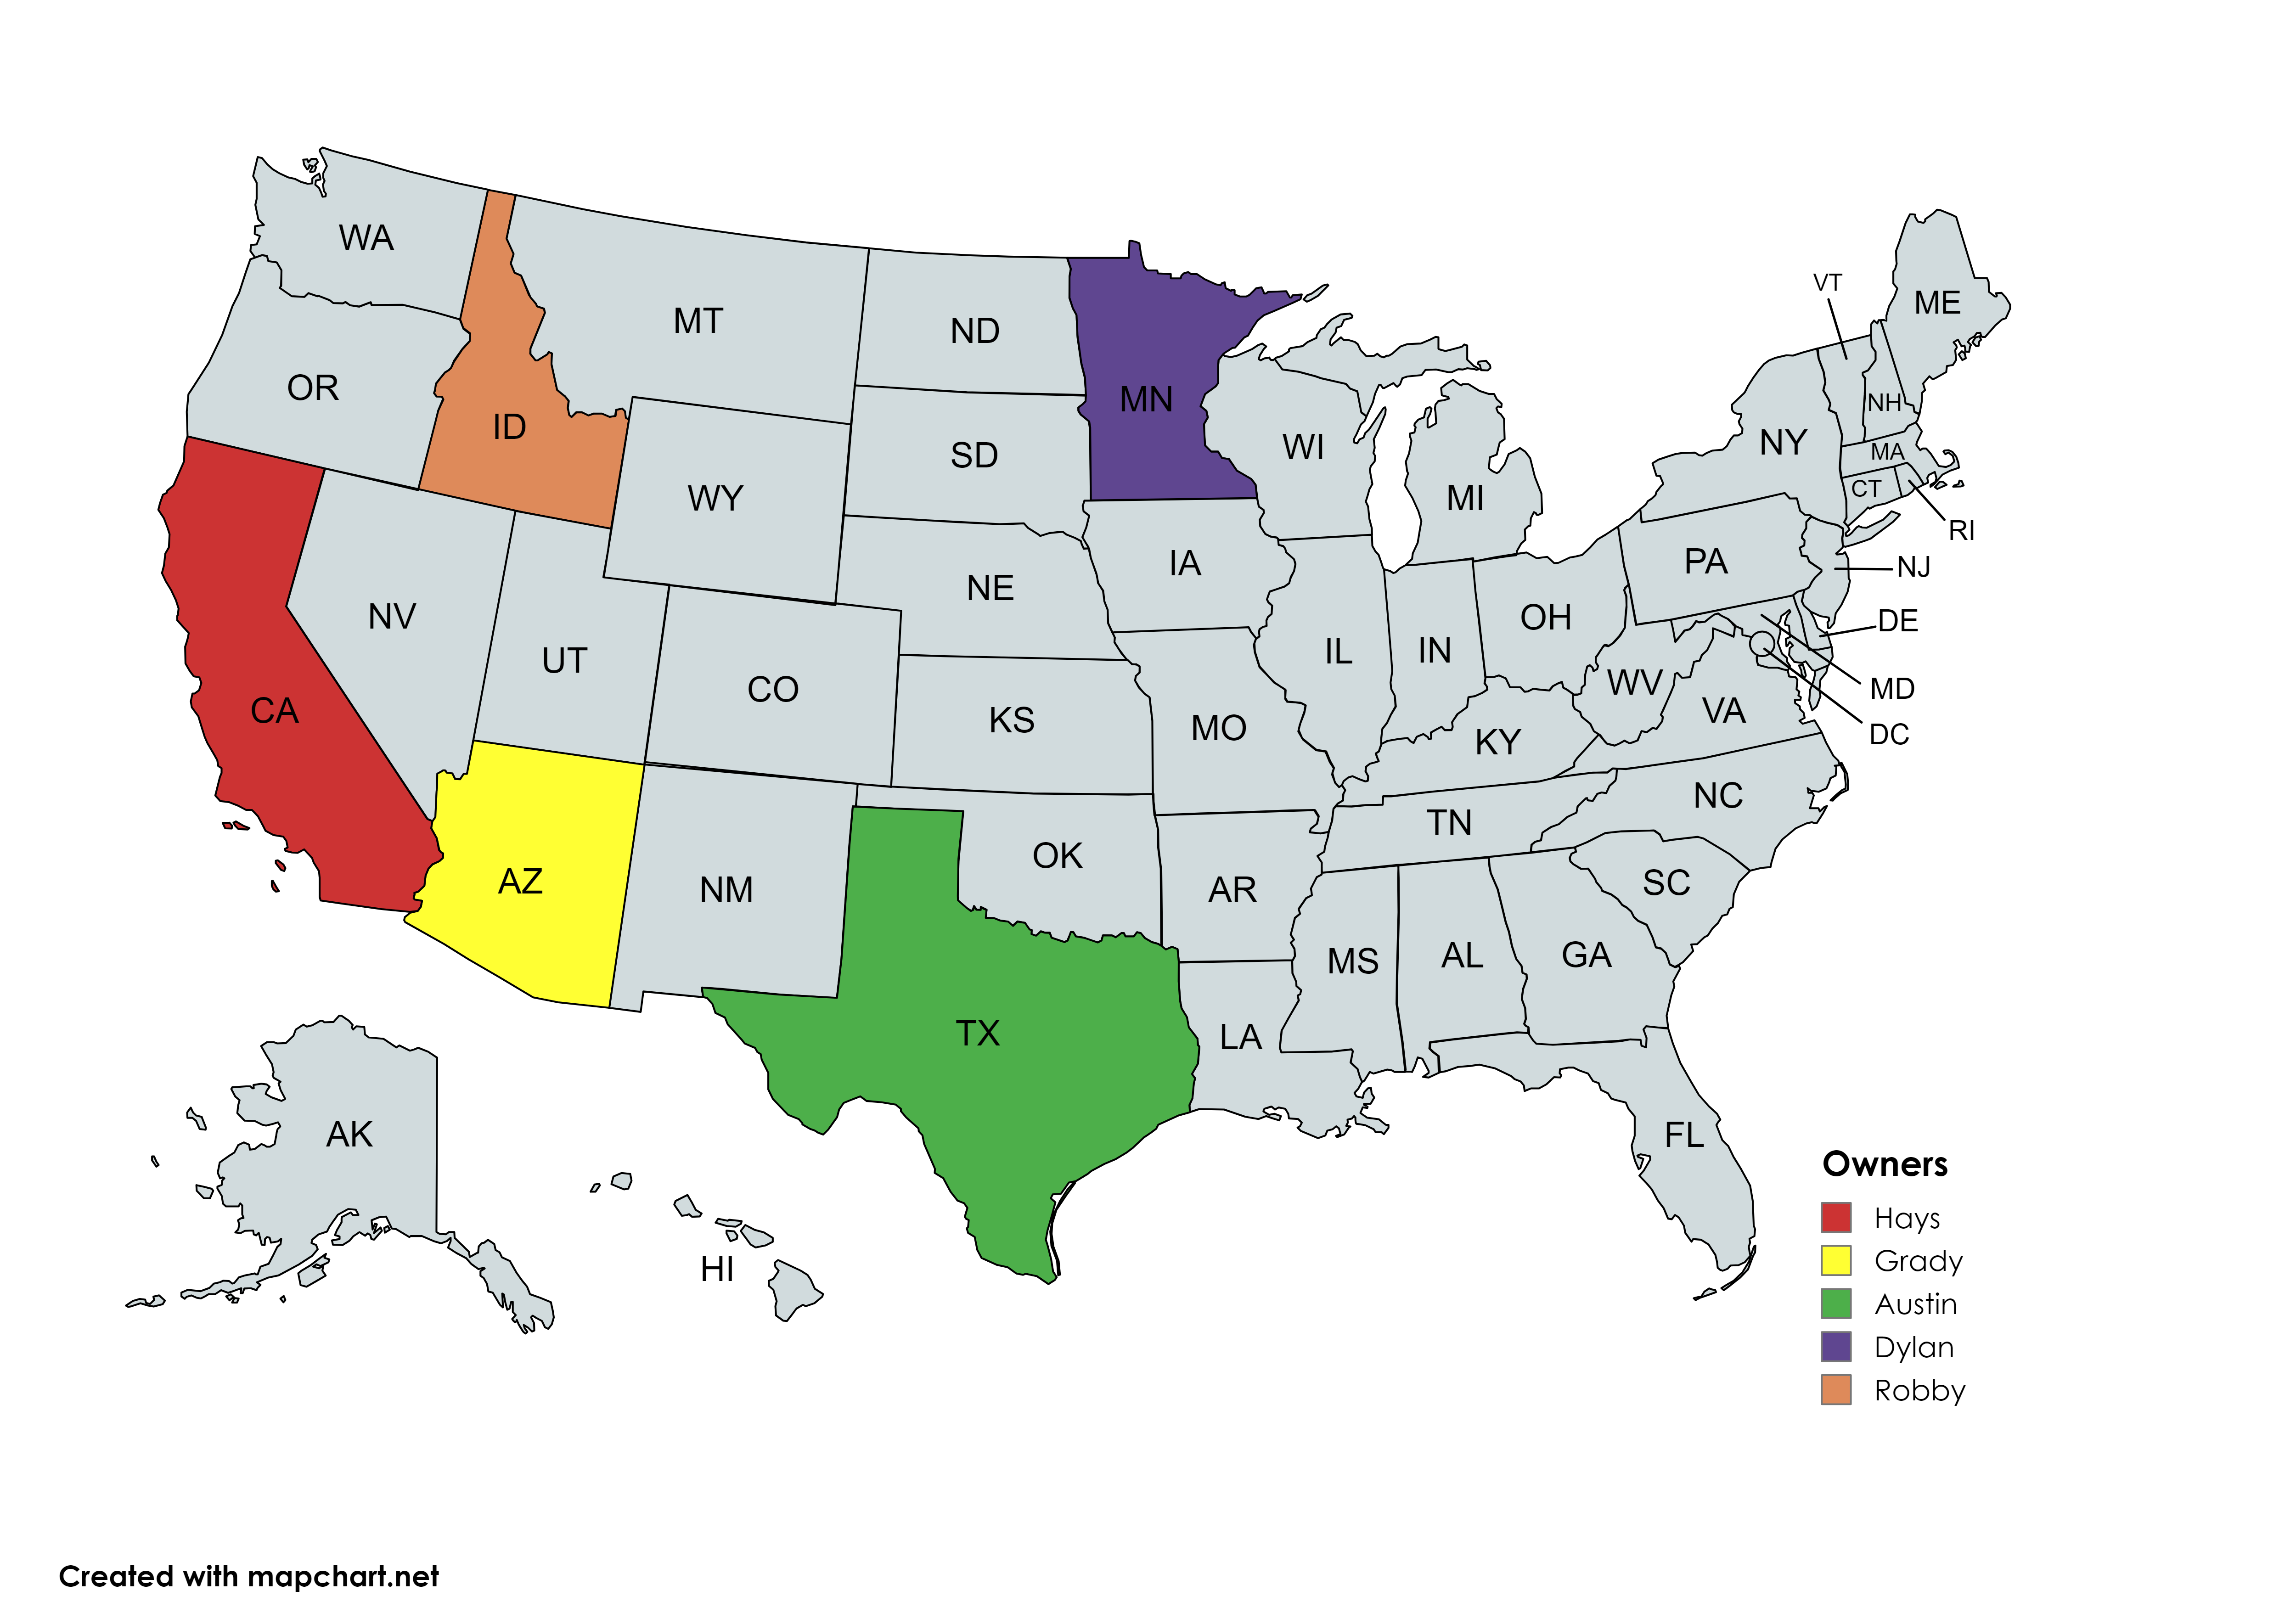 WA
MT
ND
MN
VT
ME
OR
ID
SD
WI
NY
NH
MA
WY
MI
CT
RI
NV
NE
IA
PA
NJ
UT
CO
KS
MO
IL
IN
OH
DE
WV
VA
MD
DC
CA
KY
NC
AZ
NM
OK
AR
TN
SC
TX
LA
MS
AL
GA
AK
HI
FL
Owners
Hays
Grady
Austin
Dylan
Robby
Created with mapchart.net